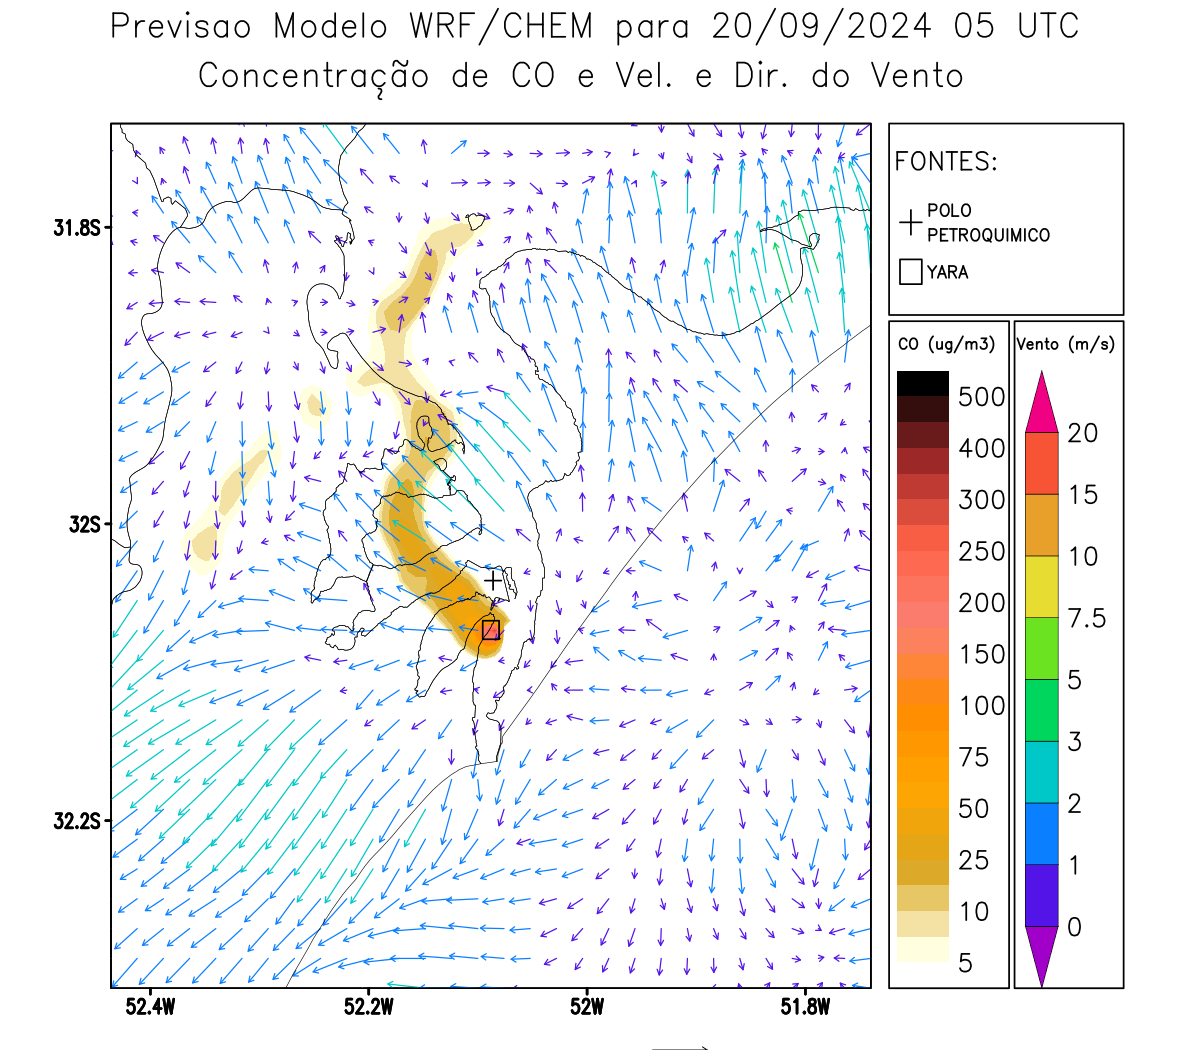 Previsao Modelo WRF/CHEM para 20/09/2024 05 UTC
Concentração de CO e Vel. e Dir. do Vento
FONTES:
POLO
PETROQUIMICO
YARA
31.8S
32S
32.2S
52.4W
52.2W
52W
51.8W
CO (ug/m3)
500
400
300
250
200
150
100
75
50
25
10
5
Vento (m/s)
20
15
10
7.5
5
3
2
1
0